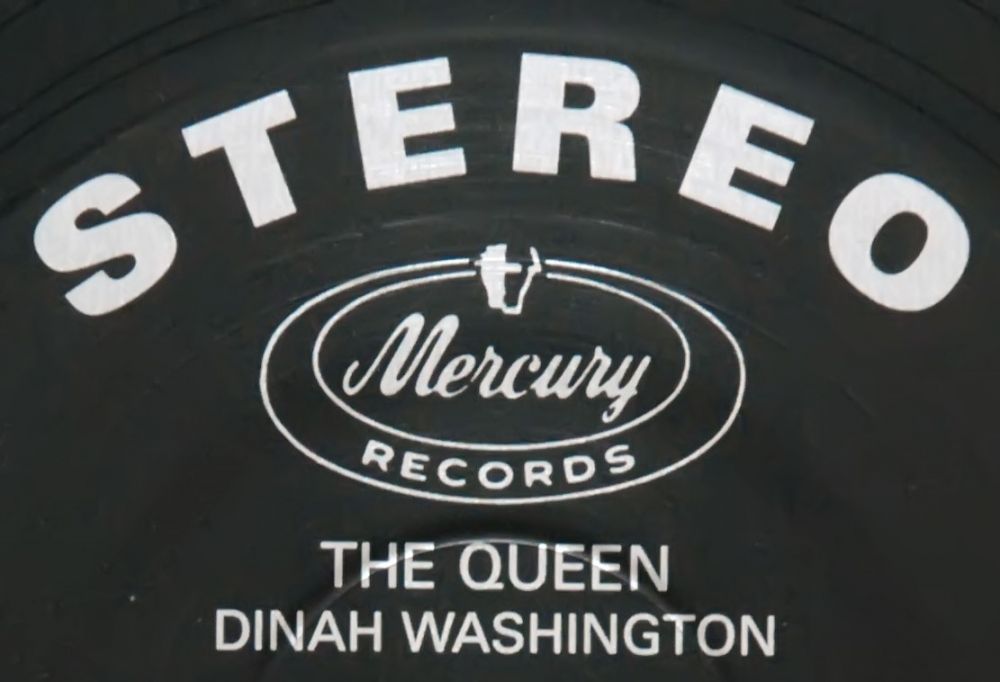 STEREO
Mercury
RECORDS
THE QUEEN
DINAH WASHINGTON